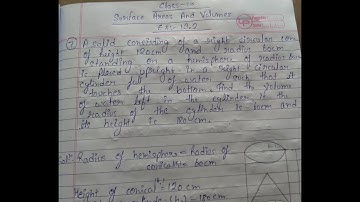 Class-10
Surface Areas And Volumes
Ex-13.2
7 A solid consisting of a right circular cone
of height 120cm and radius 60cm
standing on a hemisphere of radius 60cm
is placed upright in a right circular
cylinder full of water such that it
touches the bottom. Find the volume
of water left in the cylinder, if the
radius of the cylinder is 60cm and
its height is 180cm.
Radius of hemisphere = Radius of
conical = 60cm
Height of conical = 120cm